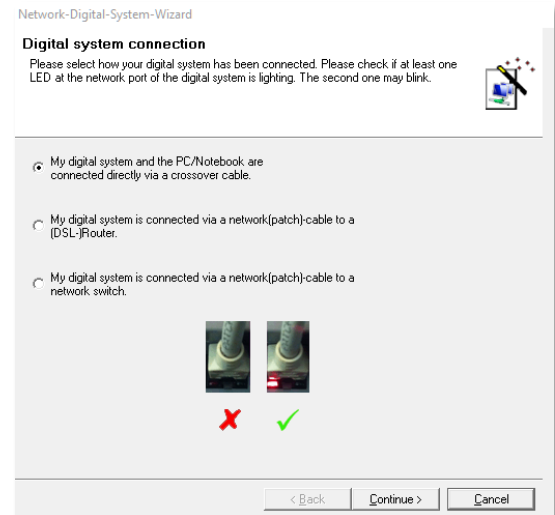 Network-Digital-System-Wizard
Digital system connection
Please select how your digital system has been connected. Please check if at least one
LED at the network port of the digital system is lighting. The second one may blink.
My digital system and the PC/Notebook are
connected directly via a crossover cable.
My digital system is connected via a network(patch)-cable to a
(DSL-)Router.
My digital system is connected via a network(patch)-cable to a
network switch.
< Back Continue > Cancel